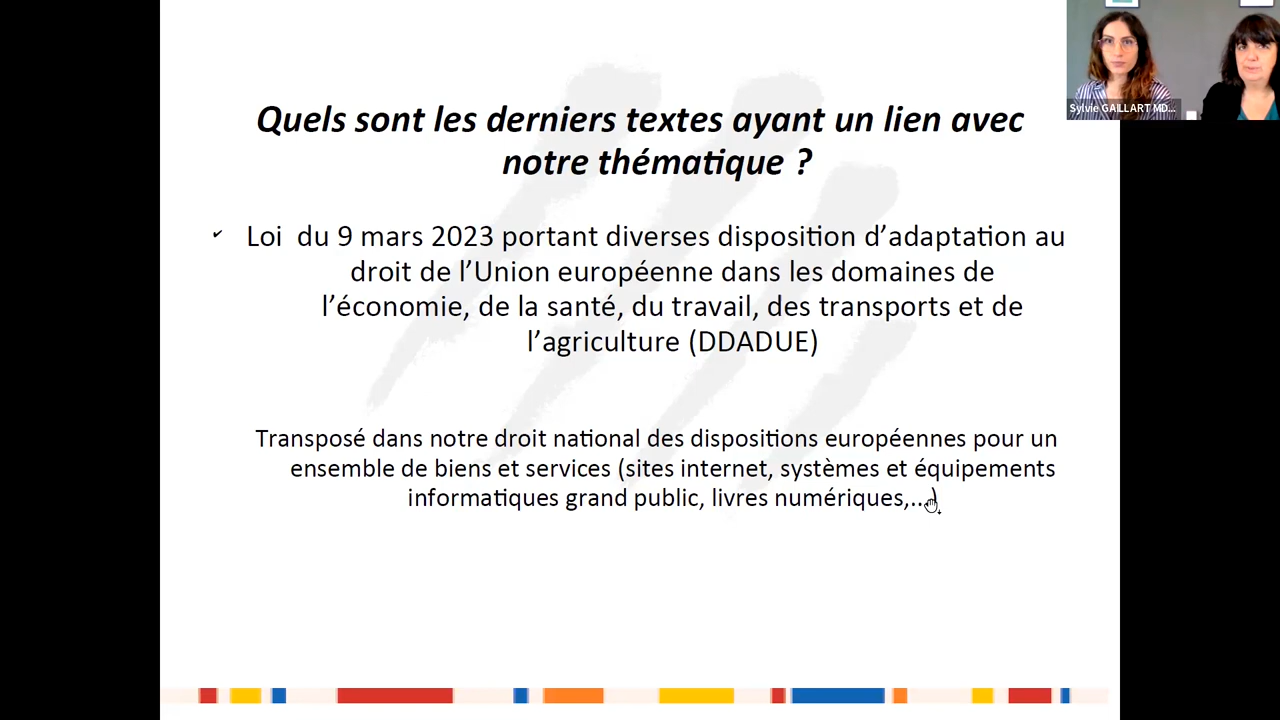 Sylvie GAILLART MD...
Quels sont les derniers textes ayant un lien avec
notre thématique ?
✔ Loi  du 9 mars 2023 portant diverses disposition d’adaptation au
droit de l’Union européenne dans les domaines de
l’économie, de la santé, du travail, des transports et de
l’agriculture (DDADUE)
Transposé dans notre droit national des dispositions européennes pour un
ensemble de biens et services (sites internet, systèmes et équipements
informatiques grand public, livres numériques,...)